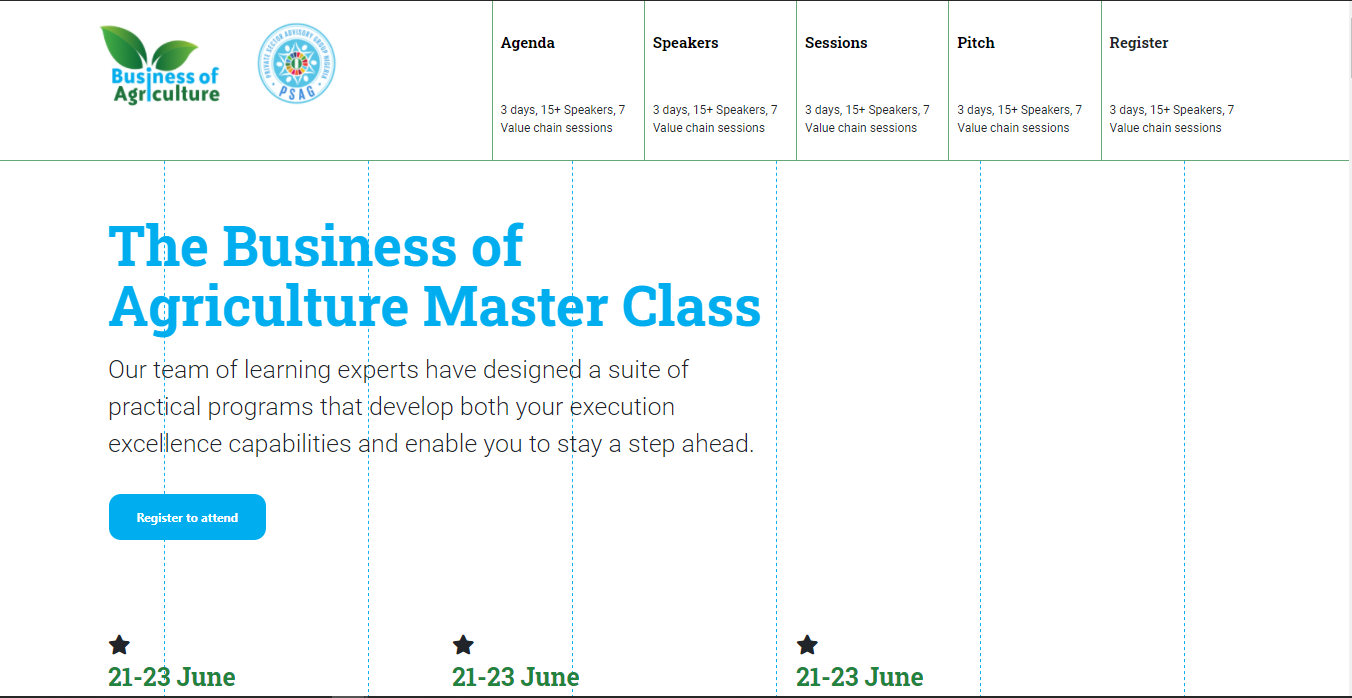 Business of
Agriculture
PRIVATE SECTOR ADVISORY GROUP NIGERIA
PSAG
Agenda
3 days, 15+ Speakers, 7
Value chain sessions
Speakers
3 days, 15+ Speakers, 7
Value chain sessions
Sessions
3 days, 15+ Speakers, 7
Value chain sessions
Pitch
3 days, 15+ Speakers, 7
Value chain sessions
Register
3 days, 15+ Speakers, 7
Value chain sessions
The Business of
Agriculture Master Class
Our team of learning experts have designed a suite of
practical programs that develop both your execution
excellence capabilities and enable you to stay a step ahead.
Register to attend
21-23 June
21-23 June
21-23 June